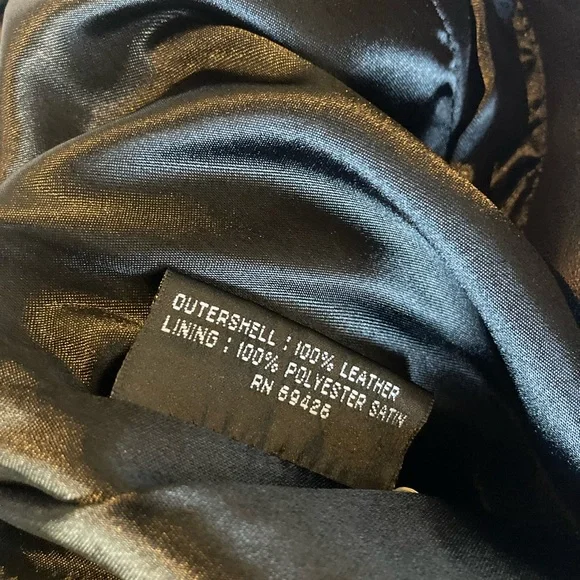 OUTERSHELL : 100% LEATHER
LINING : 100% POLYESTER SATIN
RN 69426